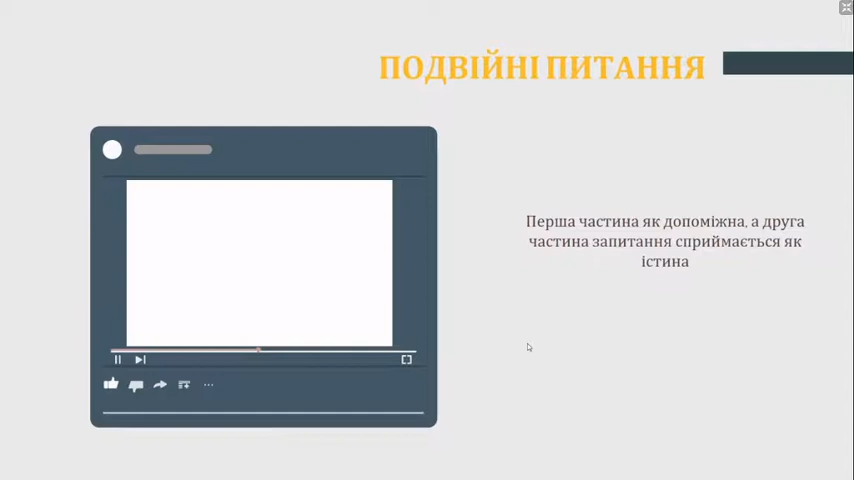 ПОДВІЙНІ ПИТАННЯ
Перша частина як допоміжна, а друга
частина запитання сприймається як
істина